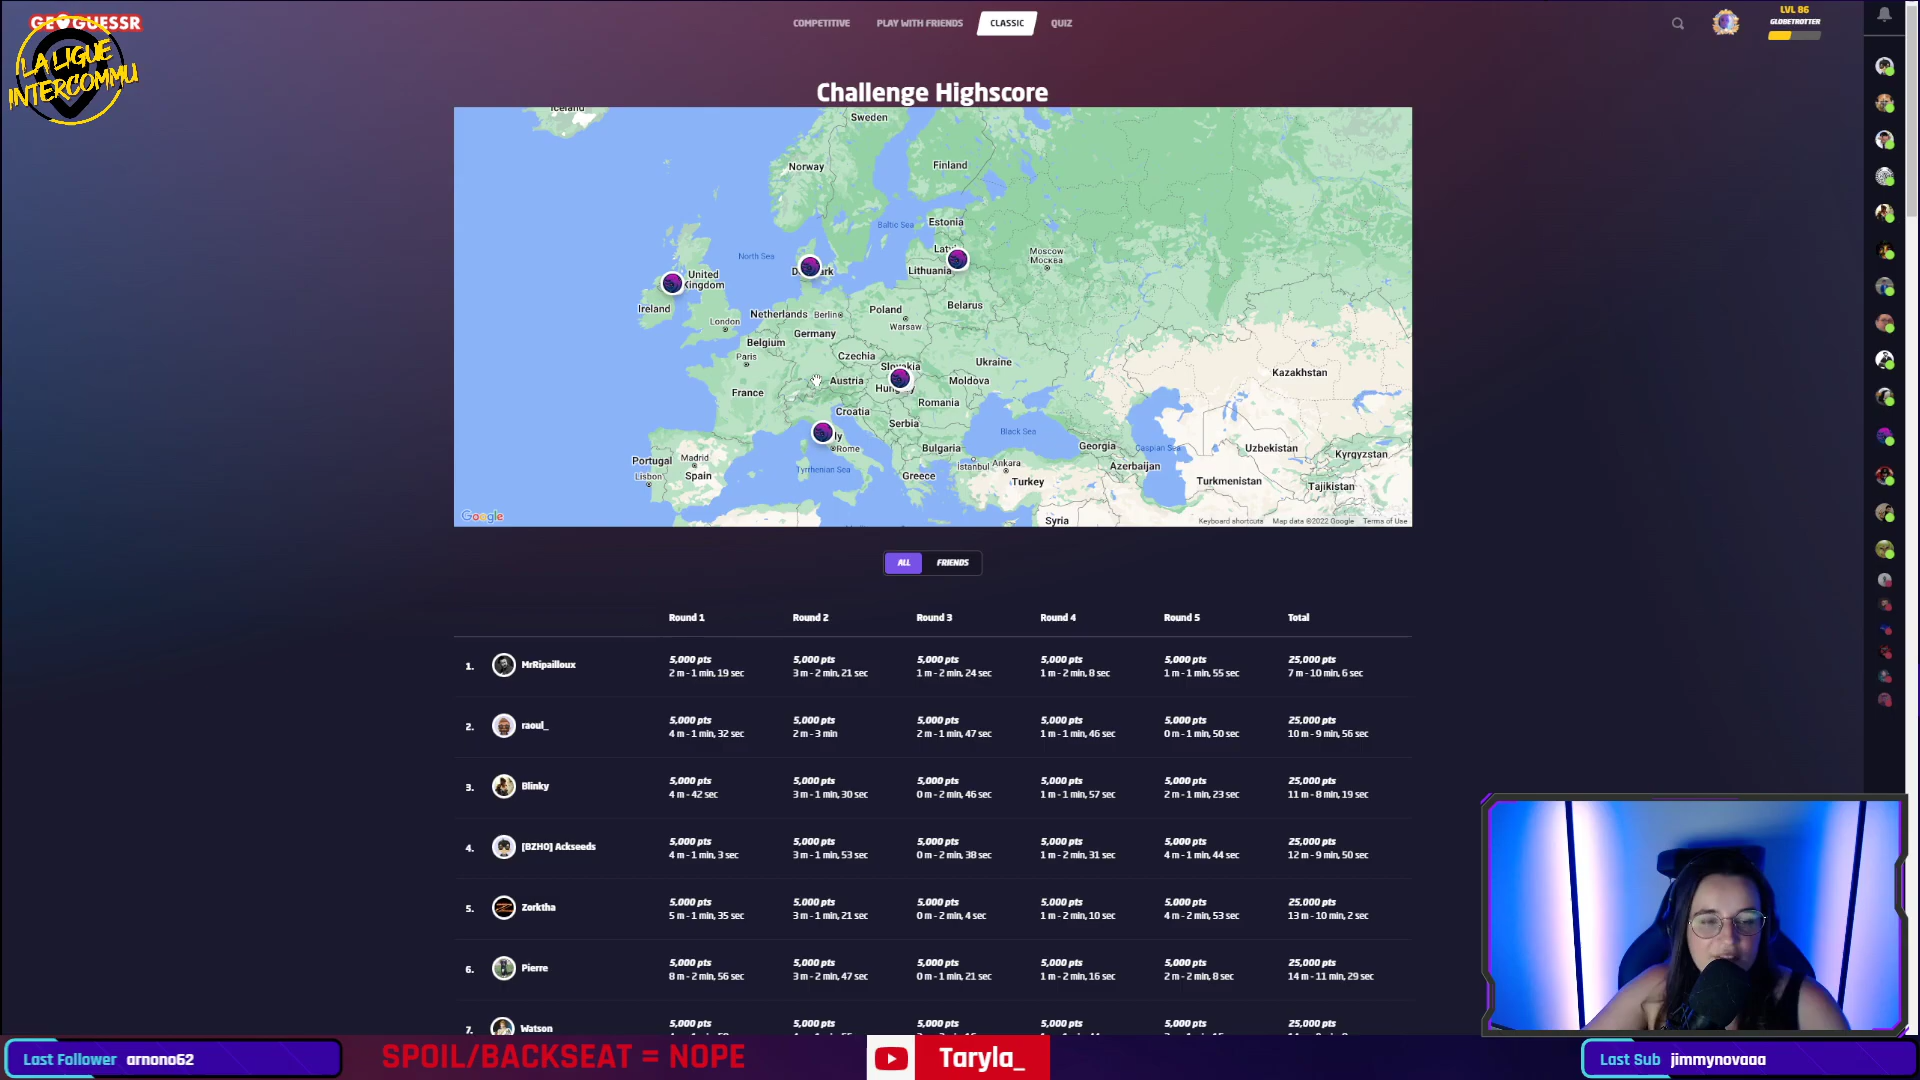 GEOGUESSR
LA LIGUE
INTERCOMMU
COMPETITIVE
PLAY WITH FRIENDS
CLASSIC
QUIZ
LVL 86
GLOBETROTTER
Challenge Highscore
Iceland
Sweden
Norway
Finland
Estonia
Baltic Sea
Moscow
Москва
North Sea
Lithuania
United
Kingdom
Ireland
Belarus
Netherlands
Berlin
Poland
London
Warsaw
Germany
Belgium
Paris
Czechia
Ukraine
Slovakia
Kazakhstan
Austria
Moldova
France
Romania
Croatia
Serbia
Black Sea
Georgia
Caspian Sea
Uzbekistan
Kyrgyzstan
Rome
Bulgaria
Portugal
Madrid
Istanbul
Ankara
Azerbaijan
Tyrrhenian Sea
Lisbon
Spain
Greece
Turkey
Turkmenistan
Tajikistan
Syria
Google
Keyboard shortcuts
Map data ©2022 Google
Terms of Use
ALL
FRIENDS
Round 1 Round 2 Round 3 Round 4 Round 5 Total
1. MrRipailloux 5,000 pts 5,000 pts 5,000 pts 5,000 pts 5,000 pts 25,000 pts
2 m - 1 min, 19 sec 3 m - 2 min, 21 sec 1 m - 2 min, 24 sec 1 m - 2 min, 8 sec 1 m - 1 min, 55 sec 7 m - 10 min, 6 sec
2. raoul_ 5,000 pts 5,000 pts 5,000 pts 5,000 pts 5,000 pts 25,000 pts
4 m - 1 min, 32 sec 2 m - 3 min 2 m - 1 min, 47 sec 1 m - 1 min, 46 sec 0 m - 1 min, 50 sec 10 m - 9 min, 56 sec
3. Blinky 5,000 pts 5,000 pts 5,000 pts 5,000 pts 5,000 pts 25,000 pts
4 m - 42 sec 3 m - 1 min, 30 sec 0 m - 2 min, 46 sec 1 m - 1 min, 57 sec 2 m - 1 min, 23 sec 11 m - 8 min, 19 sec
4. [BZHO] Ackseeds 5,000 pts 5,000 pts 5,000 pts 5,000 pts 5,000 pts 25,000 pts
4 m - 1 min, 3 sec 3 m - 1 min, 53 sec 0 m - 2 min, 38 sec 1 m - 2 min, 31 sec 4 m - 1 min, 44 sec 12 m - 9 min, 50 sec
5. Zorktha 5,000 pts 5,000 pts 5,000 pts 5,000 pts 5,000 pts 25,000 pts
5 m - 1 min, 35 sec 3 m - 1 min, 21 sec 0 m - 2 min, 4 sec 1 m - 2 min, 10 sec 4 m - 2 min, 53 sec 13 m - 10 min, 2 sec
6. Pierre 5,000 pts 5,000 pts 5,000 pts 5,000 pts 5,000 pts 25,000 pts
8 m - 2 min, 56 sec 3 m - 2 min, 47 sec 0 m - 1 min, 21 sec 1 m - 2 min, 16 sec 2 m - 2 min, 8 sec 14 m - 11 min, 29 sec
7. Watson 5,000 pts 5,000 pts 5,000 pts 5,000 pts 5,000 pts 25,000 pts
Last Follower arnono62
SPOIL/BACKSEAT = NOPE
Taryla_
Last Sub jimmynovaaa